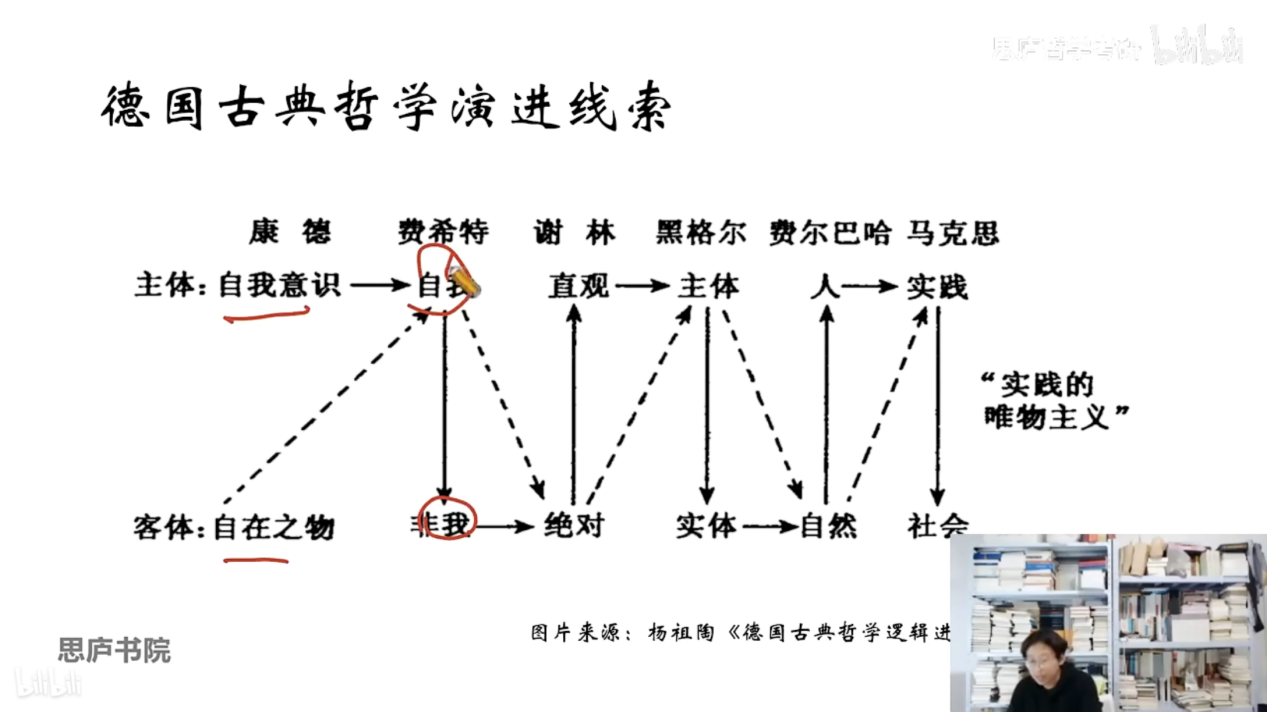 思庐哲学考研 bilibili
德国古典哲学演进线索
康德 费希特 谢林 黑格尔 费尔巴哈 马克思
主体：自我意识 自我 直观 主体 人 实践
“实践的
唯物主义”
客体：自在之物 非我 绝对 实体 自然 社会
图片来源：杨祖陶《德国古典哲学逻辑进
思庐书院
bilibili